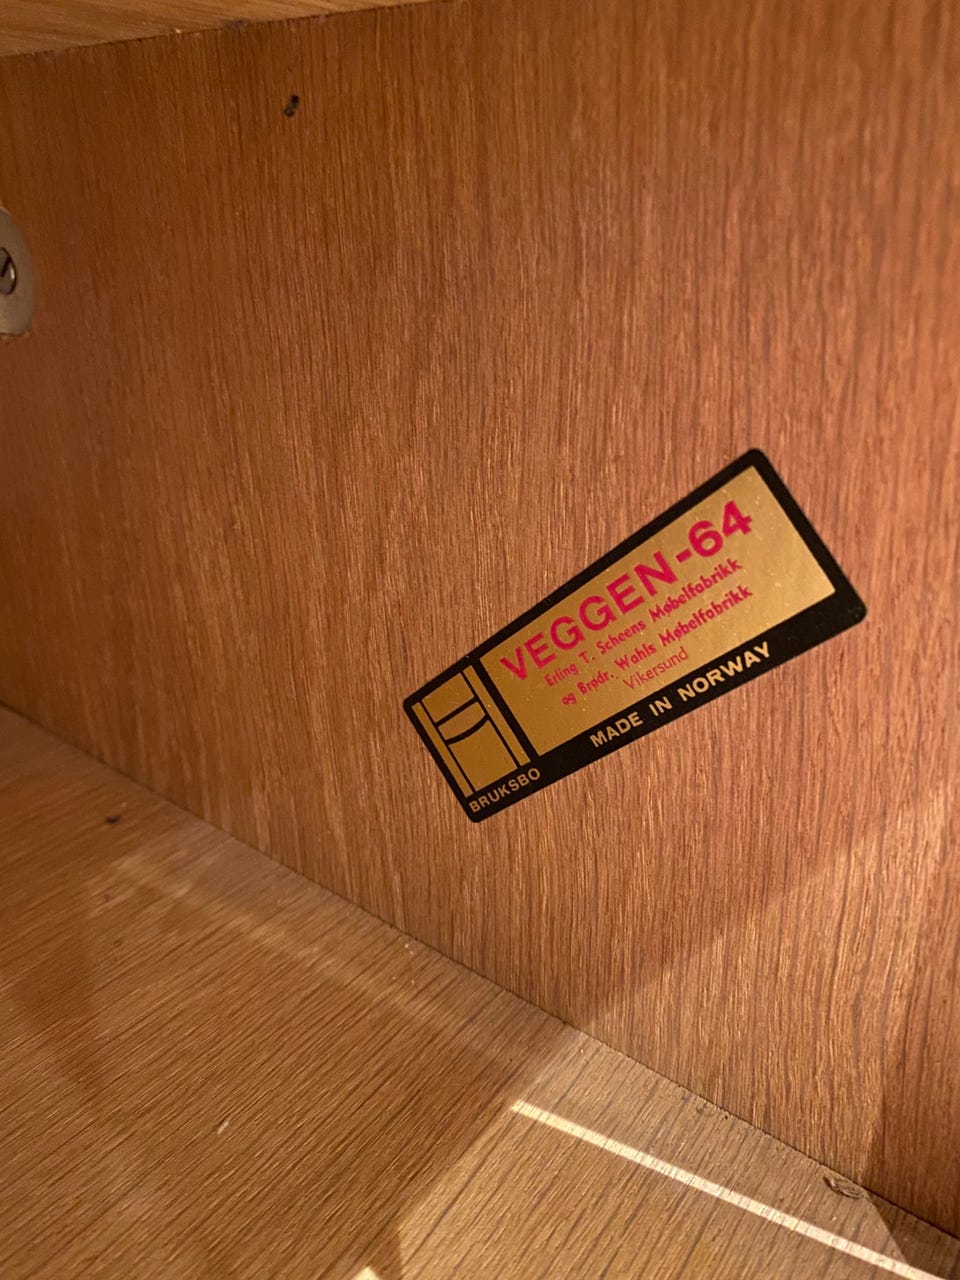 VEGGEN-64
Erling T. Scheens Møbelfabrikk
og Brødr. Wahls Møbelfabrikk
Vikersund
MADE IN NORWAY
BRUKSBO